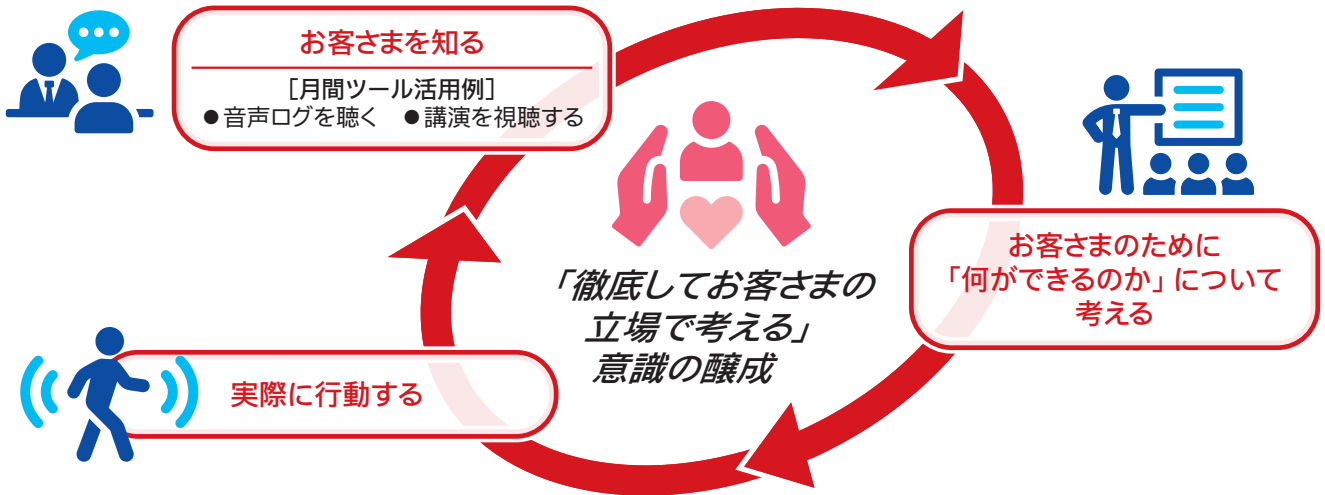 お客さまを知る
［月間ツール活用例］
●音声ログを聴く　●講演を視聴する
お客さまのために
「何ができるのか」について
考える
「徹底してお客さまの
立場で考える」
意識の醸成
実際に行動する